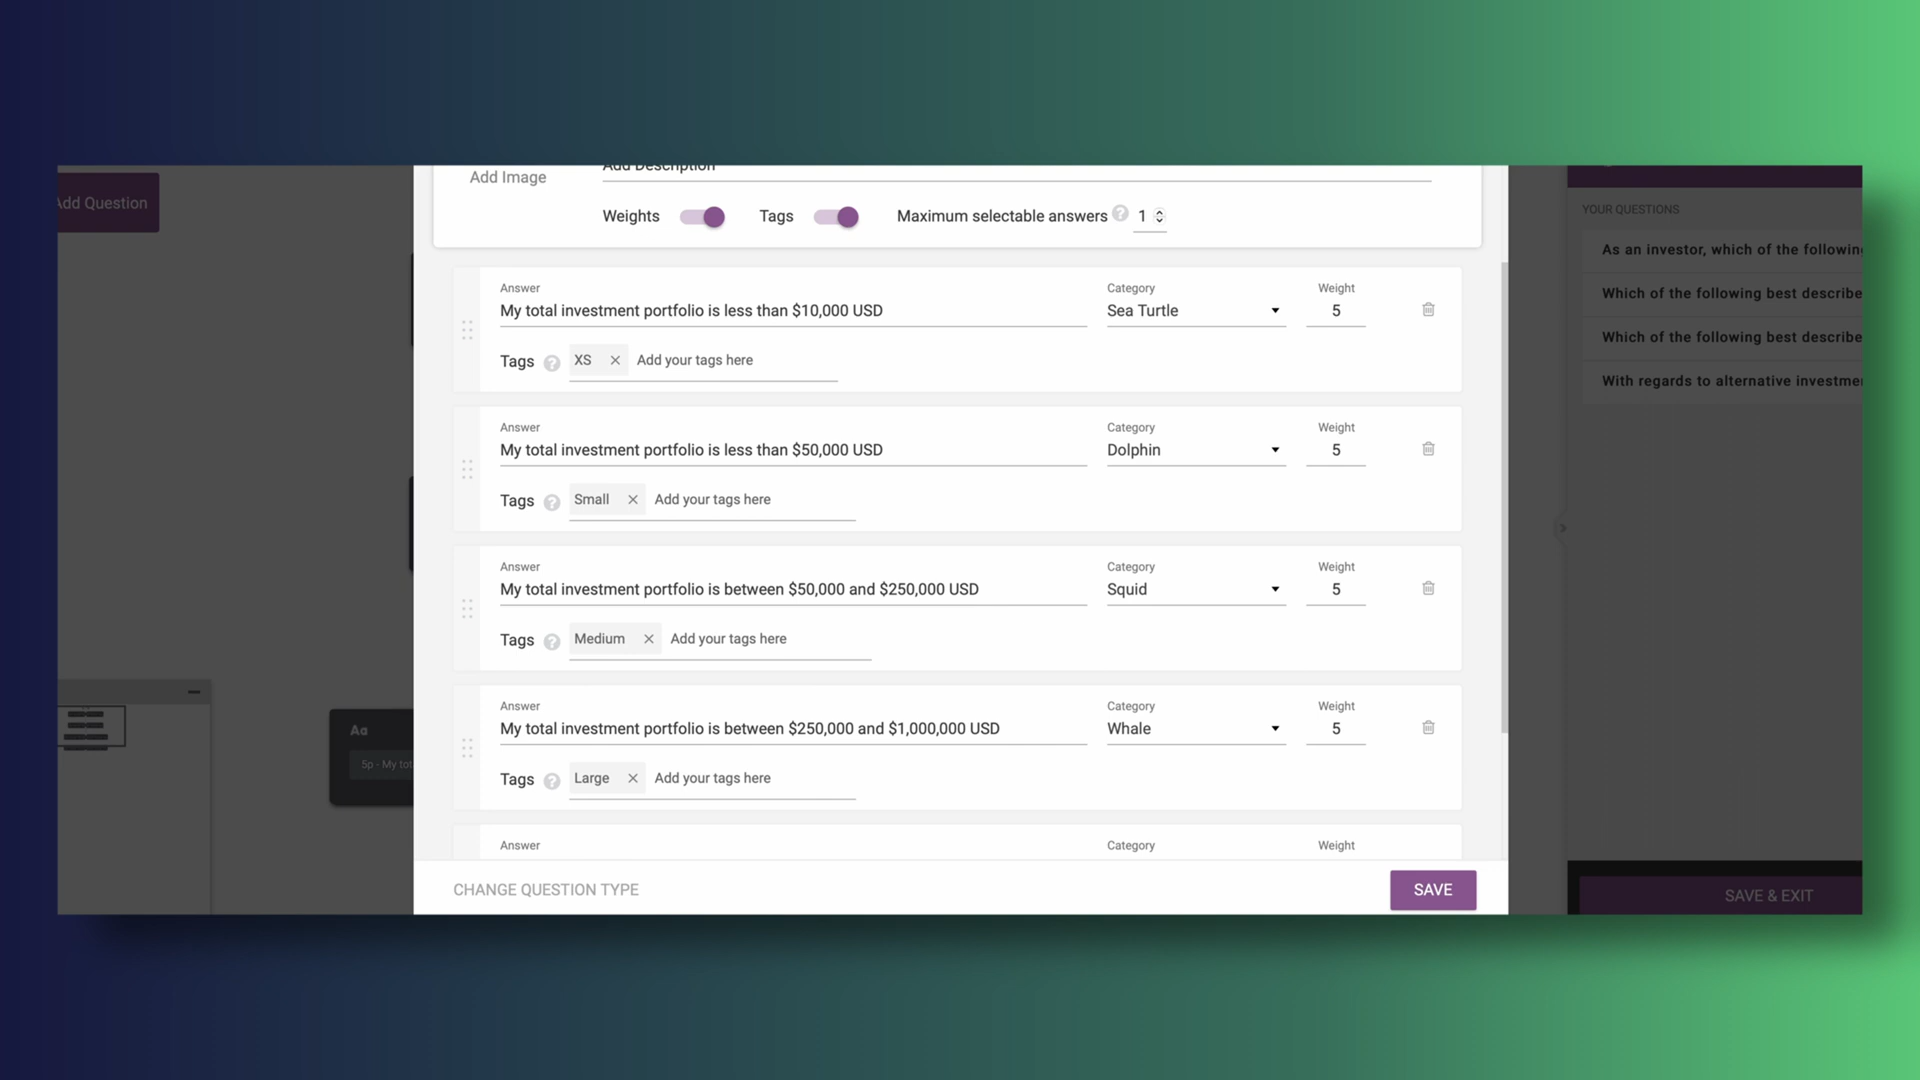 Add Description
Add Image
Add Question
Weights
Tags
Maximum selectable answers ? 1
YOUR QUESTIONS
As an investor, which of the following
Which of the following best describe
Which of the following best describe
With regards to alternative investme
Answer
Category
Weight
My total investment portfolio is less than $10,000 USD
Sea Turtle
5
Tags ? XS × Add your tags here
Answer
Category
Weight
My total investment portfolio is less than $50,000 USD
Dolphin
5
Tags ? Small × Add your tags here
Answer
Category
Weight
My total investment portfolio is between $50,000 and $250,000 USD
Squid
5
Tags ? Medium × Add your tags here
Answer
Category
Weight
My total investment portfolio is between $250,000 and $1,000,000 USD
Whale
5
Tags ? Large × Add your tags here
Aa
5p - My tot
Answer
Category
Weight
CHANGE QUESTION TYPE
SAVE
SAVE & EXIT